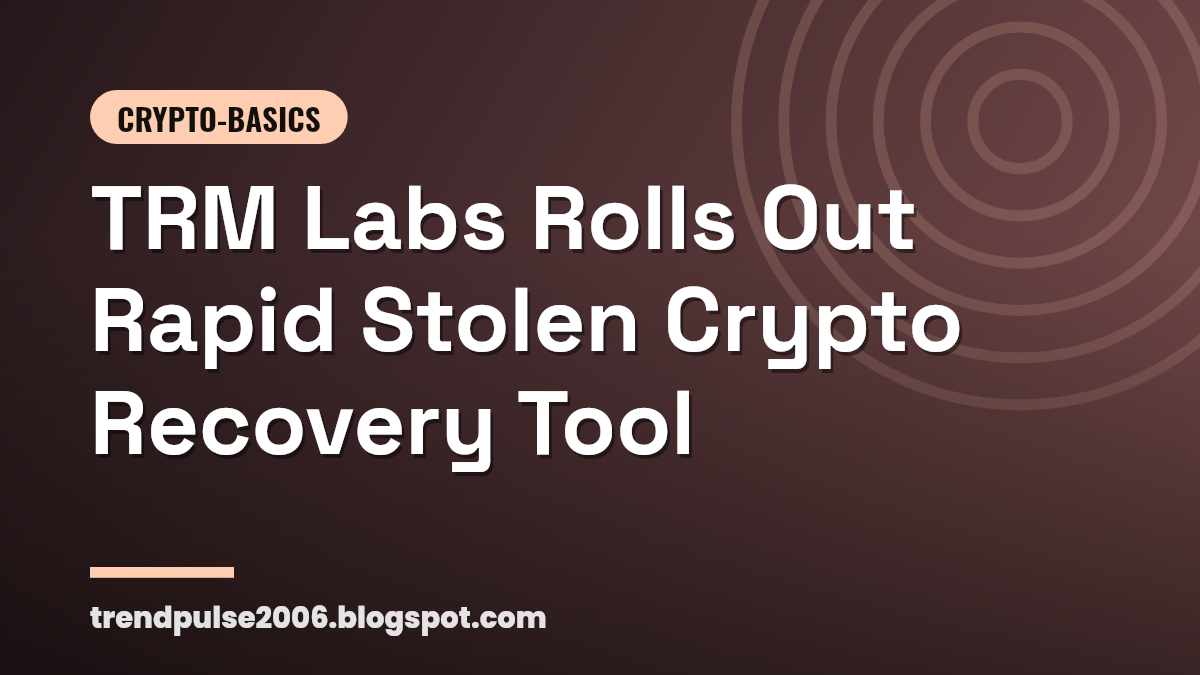 CRYPTO-BASICS
TRM Labs Rolls Out
Rapid Stolen Crypto
Recovery Tool
trendpulse2006.blogspot.com